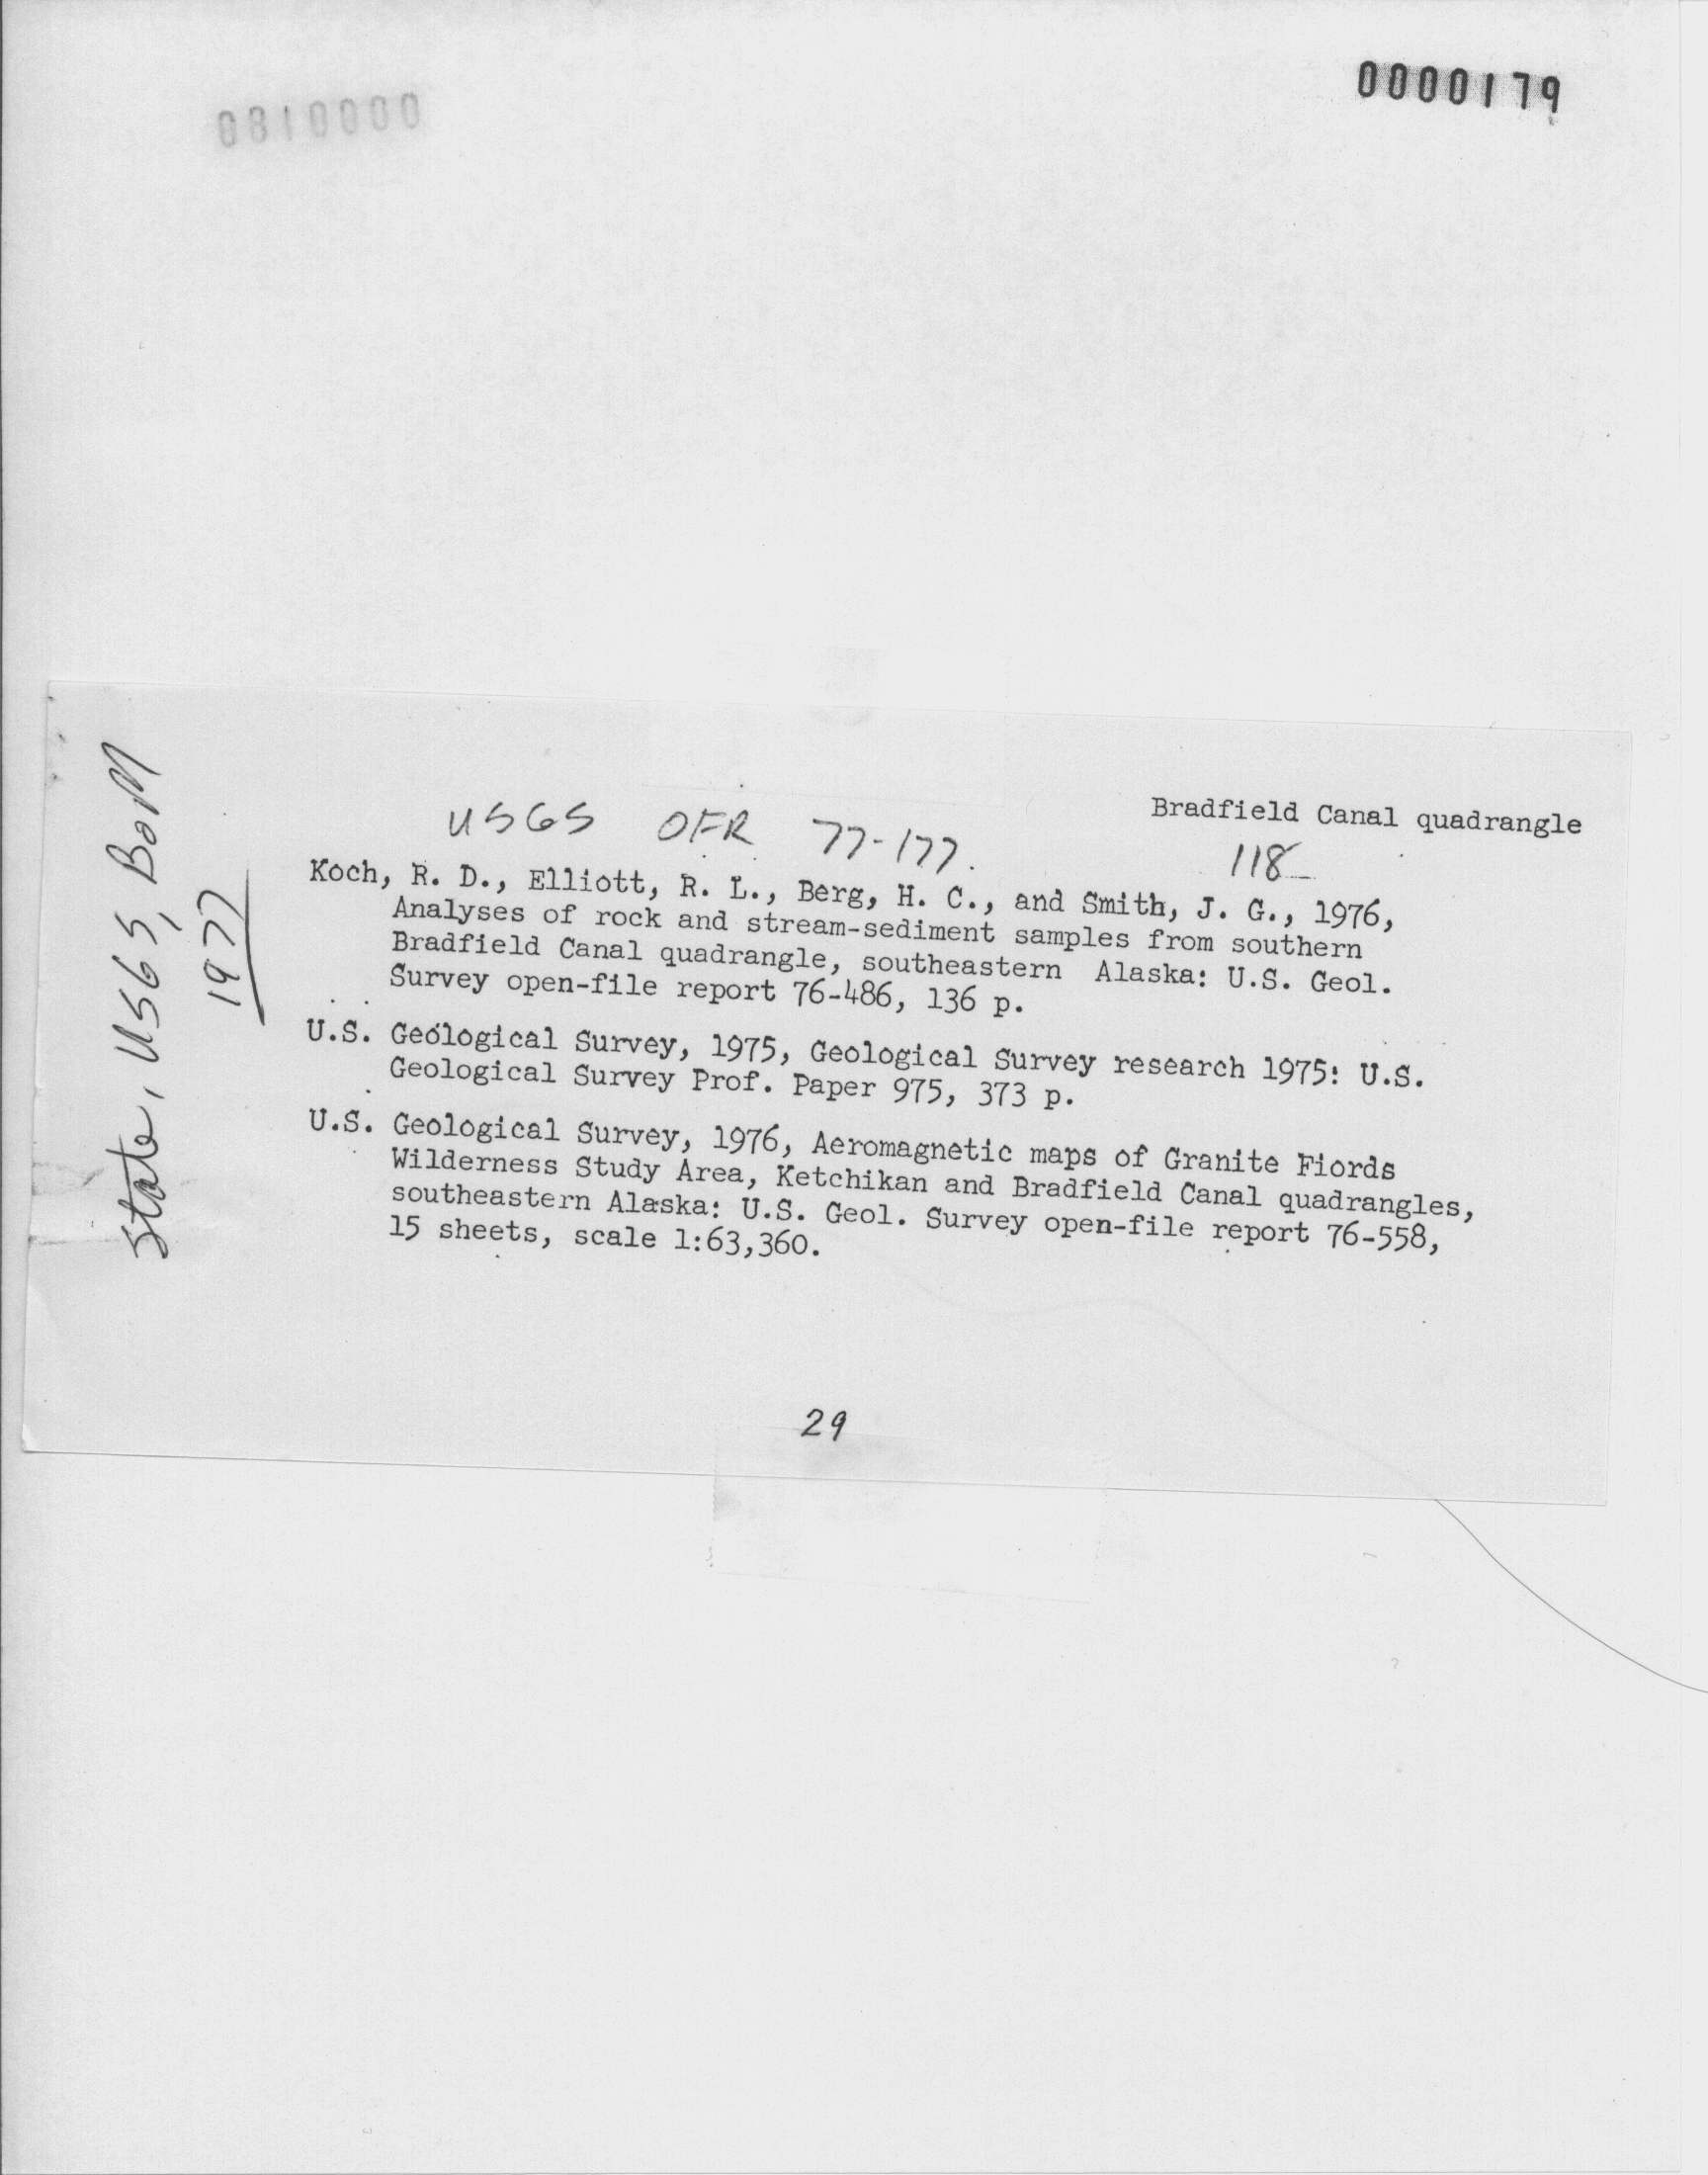 0000179
0000180
State, USGS, BoM
1977
Bradfield Canal quadrangle
USGS OFR 77-177.
118
Koch, R. D., Elliott, R. L., Berg, H. C., and Smith, J. G., 1976,
Analyses of rock and stream-sediment samples from southern
Bradfield Canal quadrangle, southeastern Alaska: U.S. Geol.
Survey open-file report 76-486, 136 p.
U.S. Geological Survey, 1975, Geological Survey research 1975: U.S.
Geological Survey Prof. Paper 975, 373 p.
U.S. Geological Survey, 1976, Aeromagnetic maps of Granite Fiords
Wilderness Study Area, Ketchikan and Bradfield Canal quadrangles,
southeastern Alaska: U.S. Geol. Survey open-file report 76-558,
15 sheets, scale 1:63,360.
29